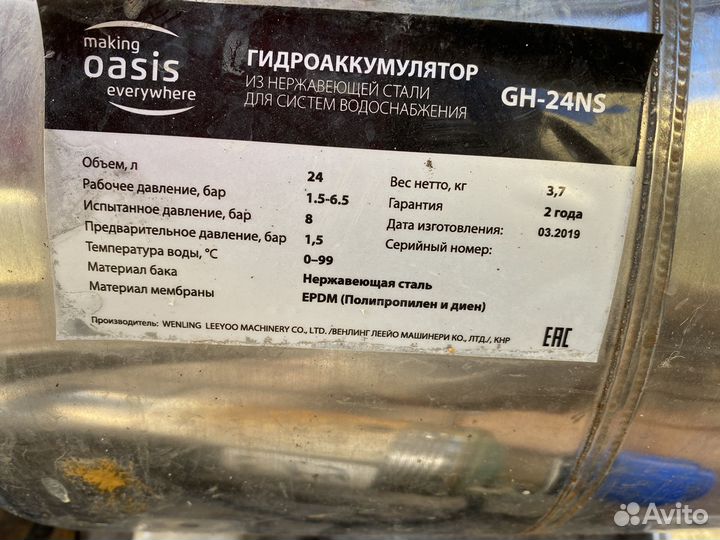 making
oasis
everywhere
ГИДРОАККУМУЛЯТОР
ИЗ НЕРЖАВЕЮЩЕЙ СТАЛИ
ДЛЯ СИСТЕМ ВОДОСНАБЖЕНИЯ
GH-24NS
Объем, л 24
Рабочее давление, бар 1.5-6.5
Испытанное давление, бар 8
Предварительное давление, бар 1,5
Температура воды, °С 0–99
Материал бака Нержавеющая сталь
Материал мембраны EPDM (Полипропилен и диен)
Вес нетто, кг 3,7
Гарантия 2 года
Дата изготовления: 03.2019
Серийный номер:
Производитель: WENLING LEEYOO MACHINERY CO., LTD. /ВЕНЛИНГ ЛЕЕЙО МАШИНЕРИ КО., ЛТД./, КНР
EAC
Avito